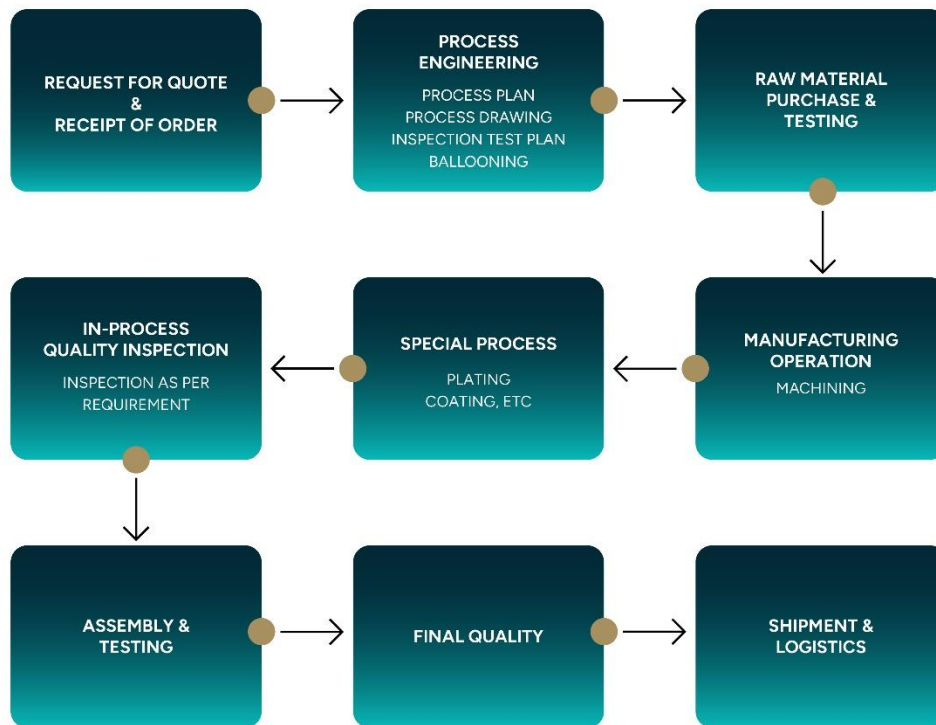 REQUEST FOR QUOTE
&
RECEIPT OF ORDER
PROCESS
ENGINEERING
PROCESS PLAN
PROCESS DRAWING
INSPECTION TEST PLAN
BALLOONING
RAW MATERIAL
PURCHASE &
TESTING
MANUFACTURING
OPERATION
MACHINING
SPECIAL PROCESS
PLATING
COATING, ETC
IN-PROCESS
QUALITY INSPECTION
INSPECTION AS PER
REQUIREMENT
ASSEMBLY &
TESTING
FINAL QUALITY
SHIPMENT &
LOGISTICS